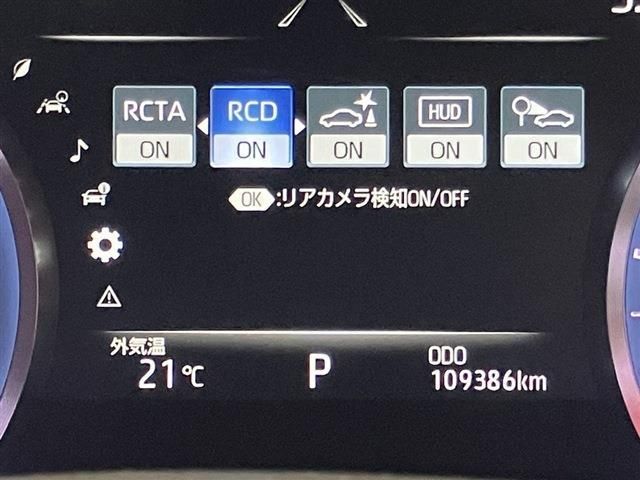 RCTA RCD HUD
ON ON ON ON ON
OK :リアカメラ検知ON/OFF
外気温 ODO
21℃ P 109386km